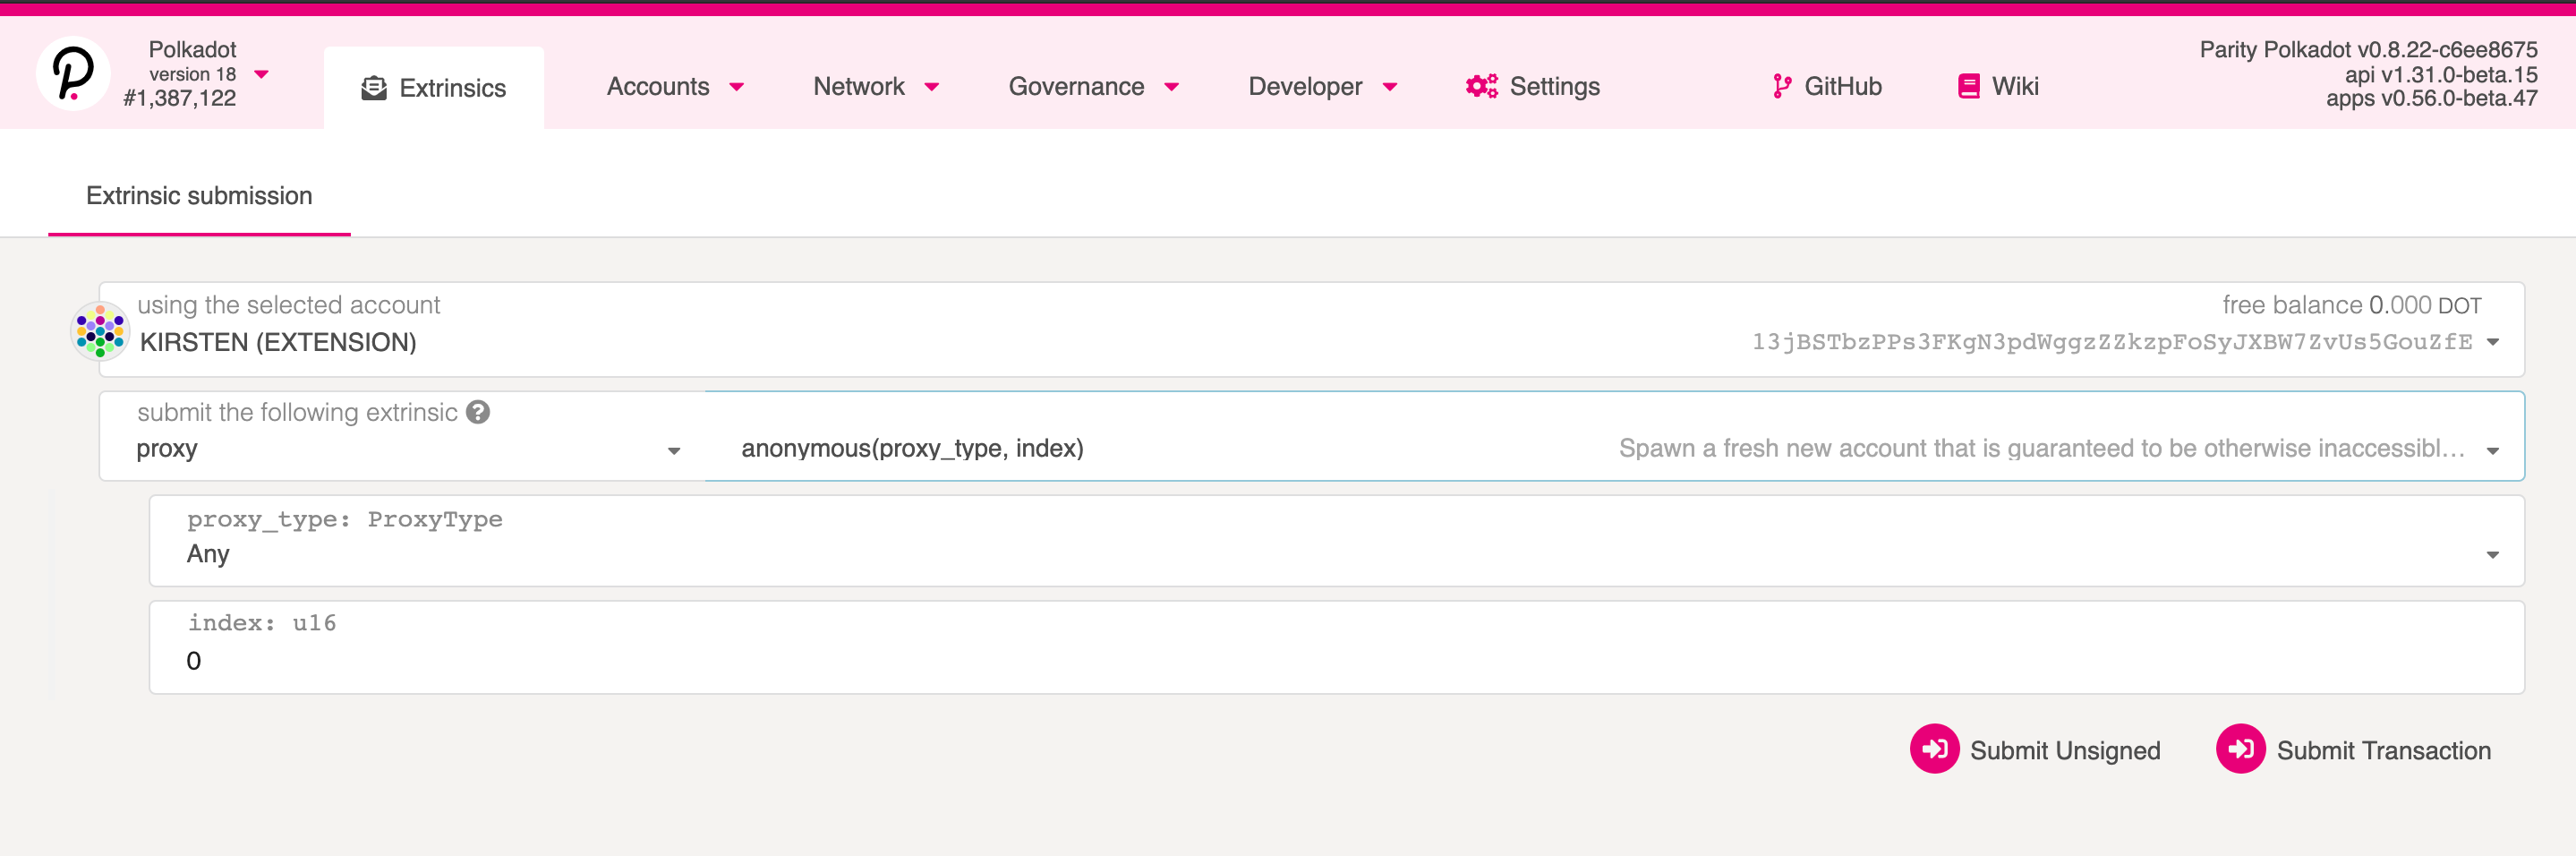 Polkadot
version 18
#1,387,122
Extrinsics
Accounts
Network
Governance
Developer
Settings
GitHub
Wiki
Parity Polkadot v0.8.22-c6ee8675
api v1.31.0-beta.15
apps v0.56.0-beta.47
Extrinsic submission
using the selected account
free balance 0.000 DOT
KIRSTEN (EXTENSION)
13jBSTbzPPs3FKgN3pdWggzZZkzpFoSyJXBW7ZvUs5GouZfE
submit the following extrinsic
proxy
anonymous(proxy_type, index)
Spawn a fresh new account that is guaranteed to be otherwise inaccessibl…
proxy_type: ProxyType
Any
index: u16
0
Submit Unsigned
Submit Transaction